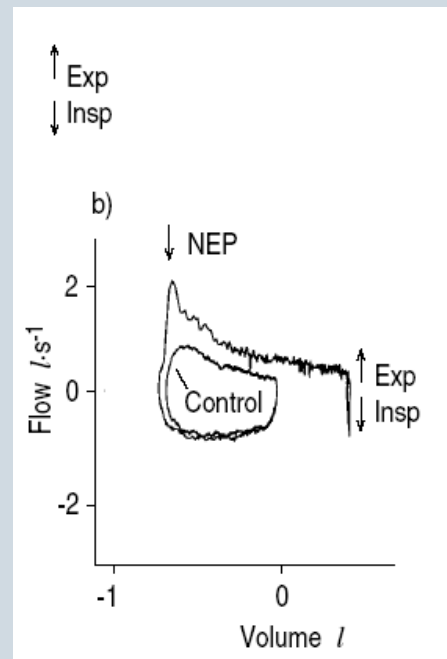 Exp
Insp
b)
NEP
2
0
-2
Flow l·s-1
Control
Exp
Insp
-1
0
Volume l